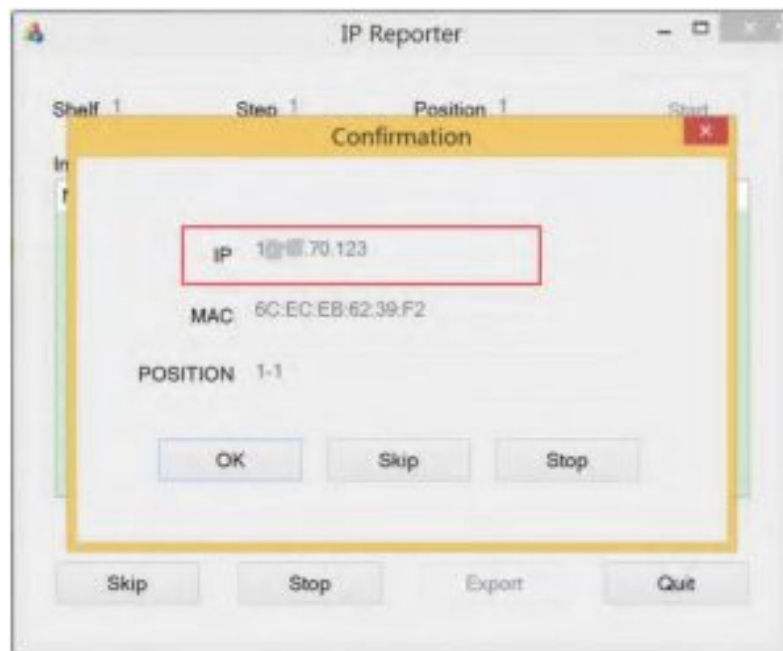 IP Reporter
Shelf 1 Step 1 Position 1 Start
Confirmation
IP .70.123
MAC 6C:EC:EB:62:39:F2
POSITION 1-1
OK Skip Stop
Skip Stop Export Quit